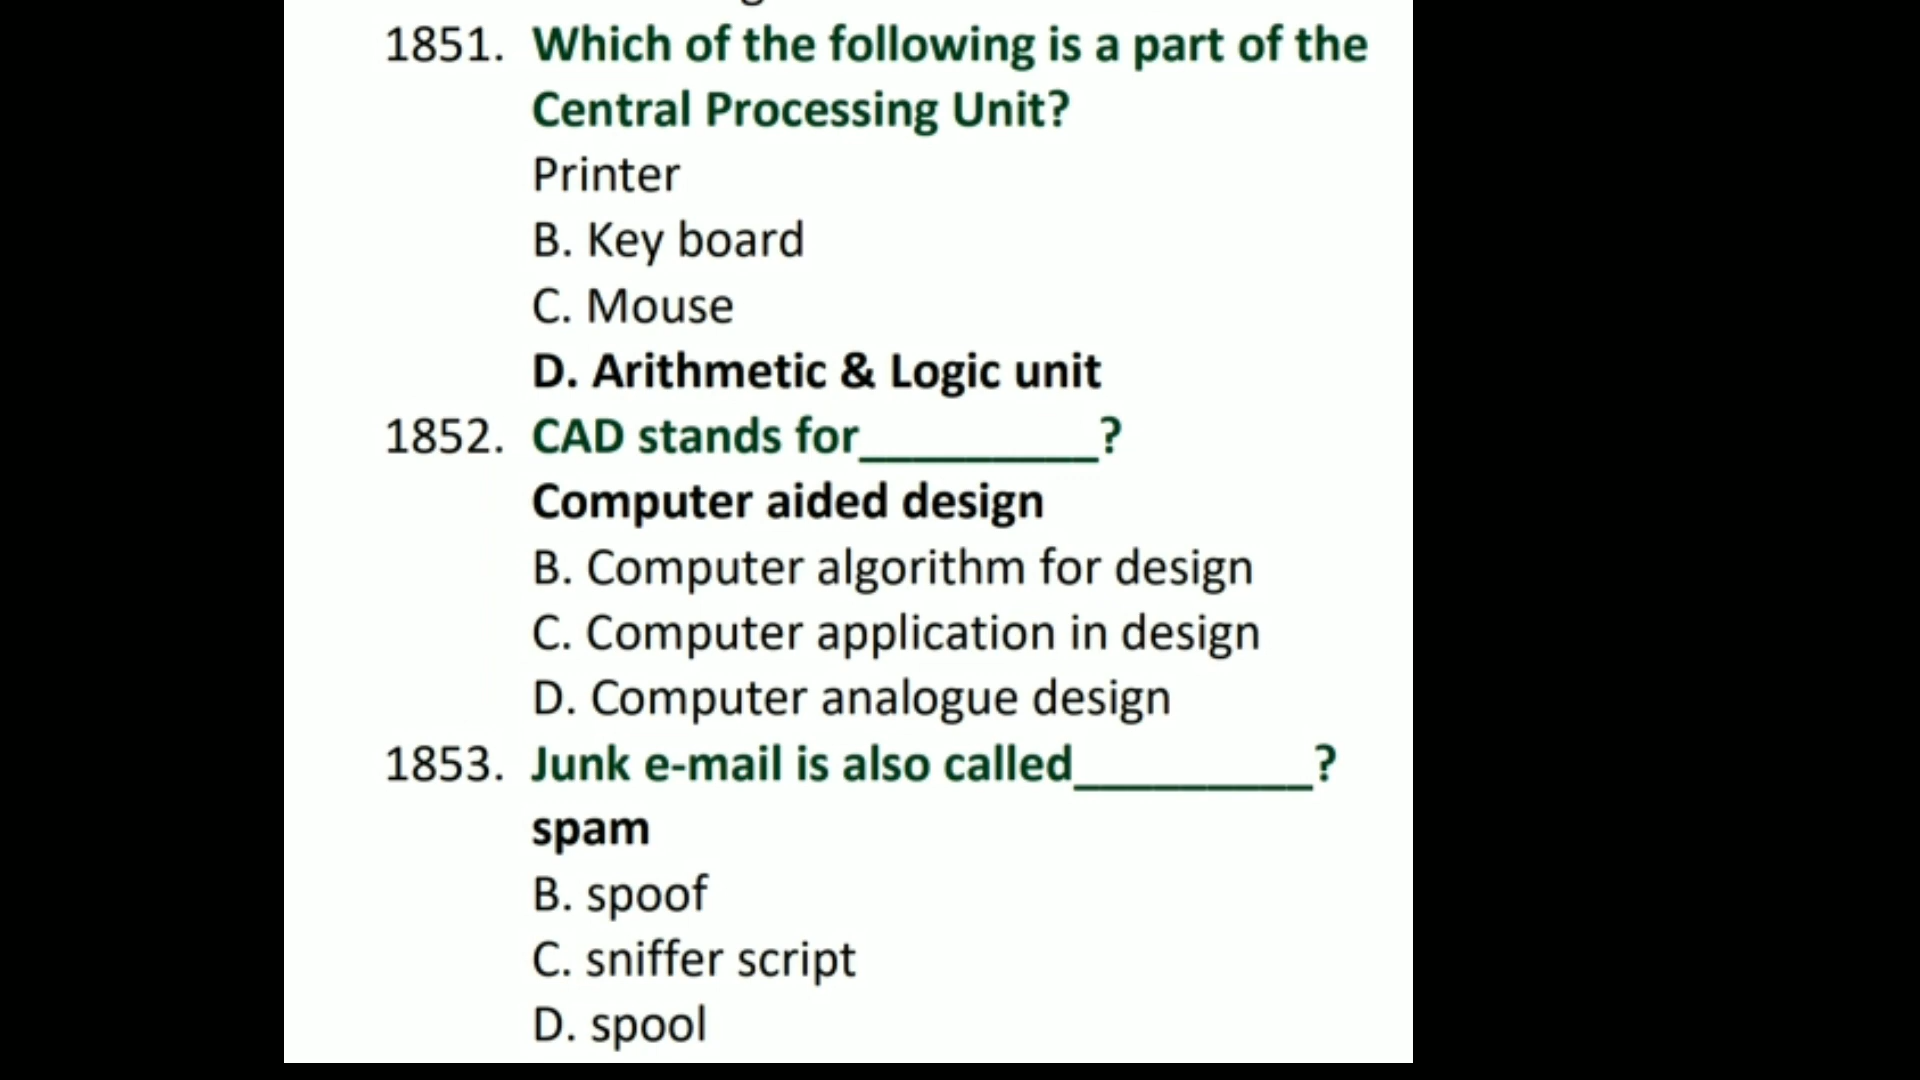 1851. Which of the following is a part of the
Central Processing Unit?
Printer
B. Key board
C. Mouse
D. Arithmetic & Logic unit
1852. CAD stands for_________?
Computer aided design
B. Computer algorithm for design
C. Computer application in design
D. Computer analogue design
1853. Junk e-mail is also called_________?
spam
B. spoof
C. sniffer script
D. spool